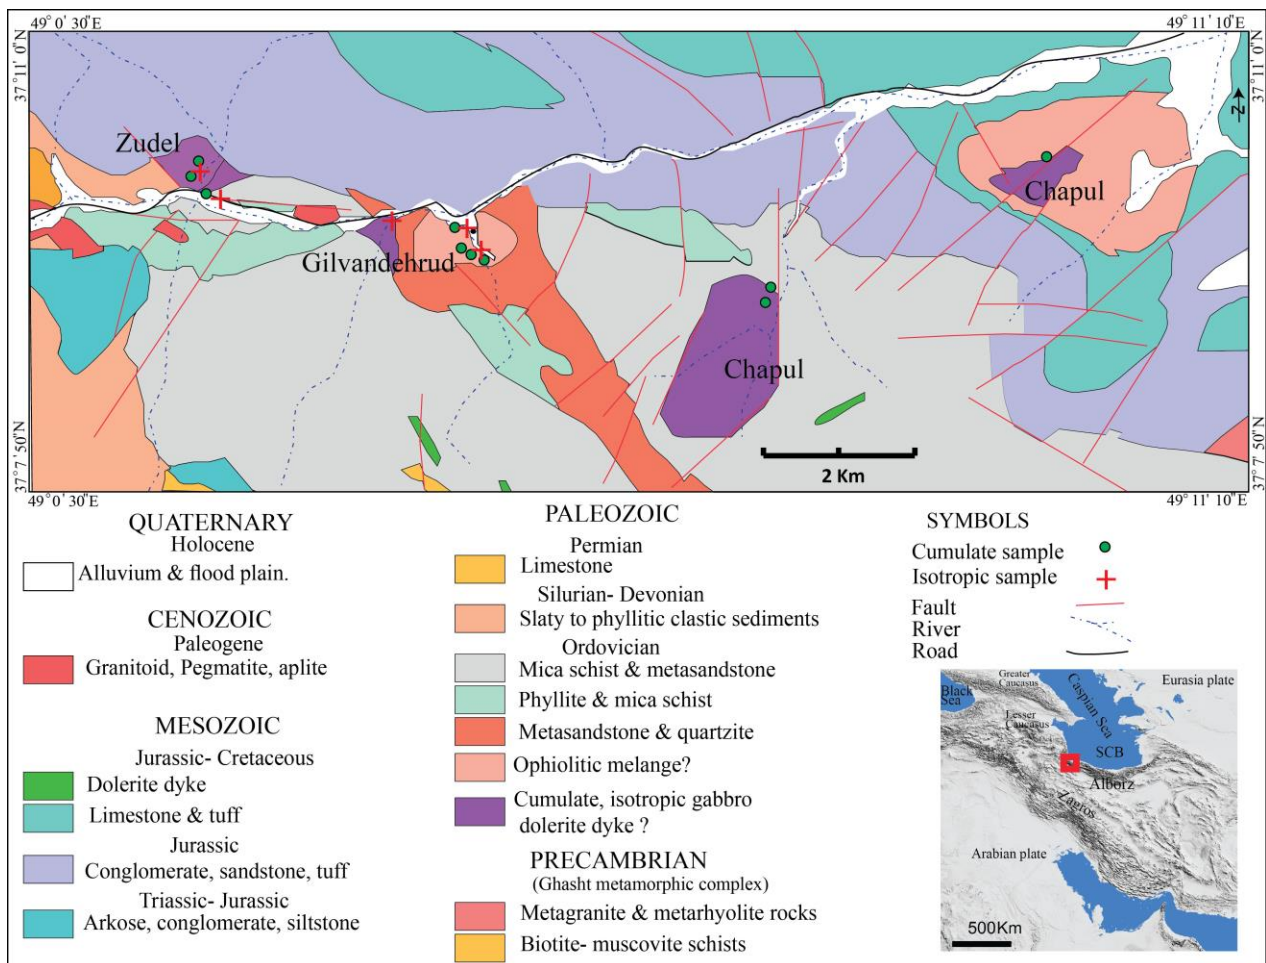 49° 0' 30"E
49° 11' 10"E
37° 11' 0"N
37° 11' 0"N
N
Zudel
Chapul
Gilvandehrud
Chapul
2 Km
37° 7' 50"N
37° 7' 50"N
49° 0' 30"E
49° 11' 10"E
QUATERNARY
Holocene
Alluvium & flood plain.
CENOZOIC
Paleogene
Granitoid, Pegmatite, aplite
MESOZOIC
Jurassic- Cretaceous
Dolerite dyke
Limestone & tuff
Jurassic
Conglomerate, sandstone, tuff
Triassic- Jurassic
Arkose, conglomerate, siltstone
PALEOZOIC
Permian
Limestone
Silurian- Devonian
Slaty to phyllitic clastic sediments
Ordovician
Mica schist & metasandstone
Phyllite & mica schist
Metasandstone & quartzite
Ophiolitic melange?
Cumulate, isotropic gabbro
dolerite dyke ?
PRECAMBRIAN
(Ghasht metamorphic complex)
Metagranite & metarhyolite rocks
Biotite- muscovite schists
SYMBOLS
Cumulate sample
Isotropic sample
Fault
River
Road
Black
Sea
Greater
Caucasus
Lesser
Caucasus
Caspian Sea
Eurasia plate
SCB
Alborz
Zagros
Arabian plate
500Km